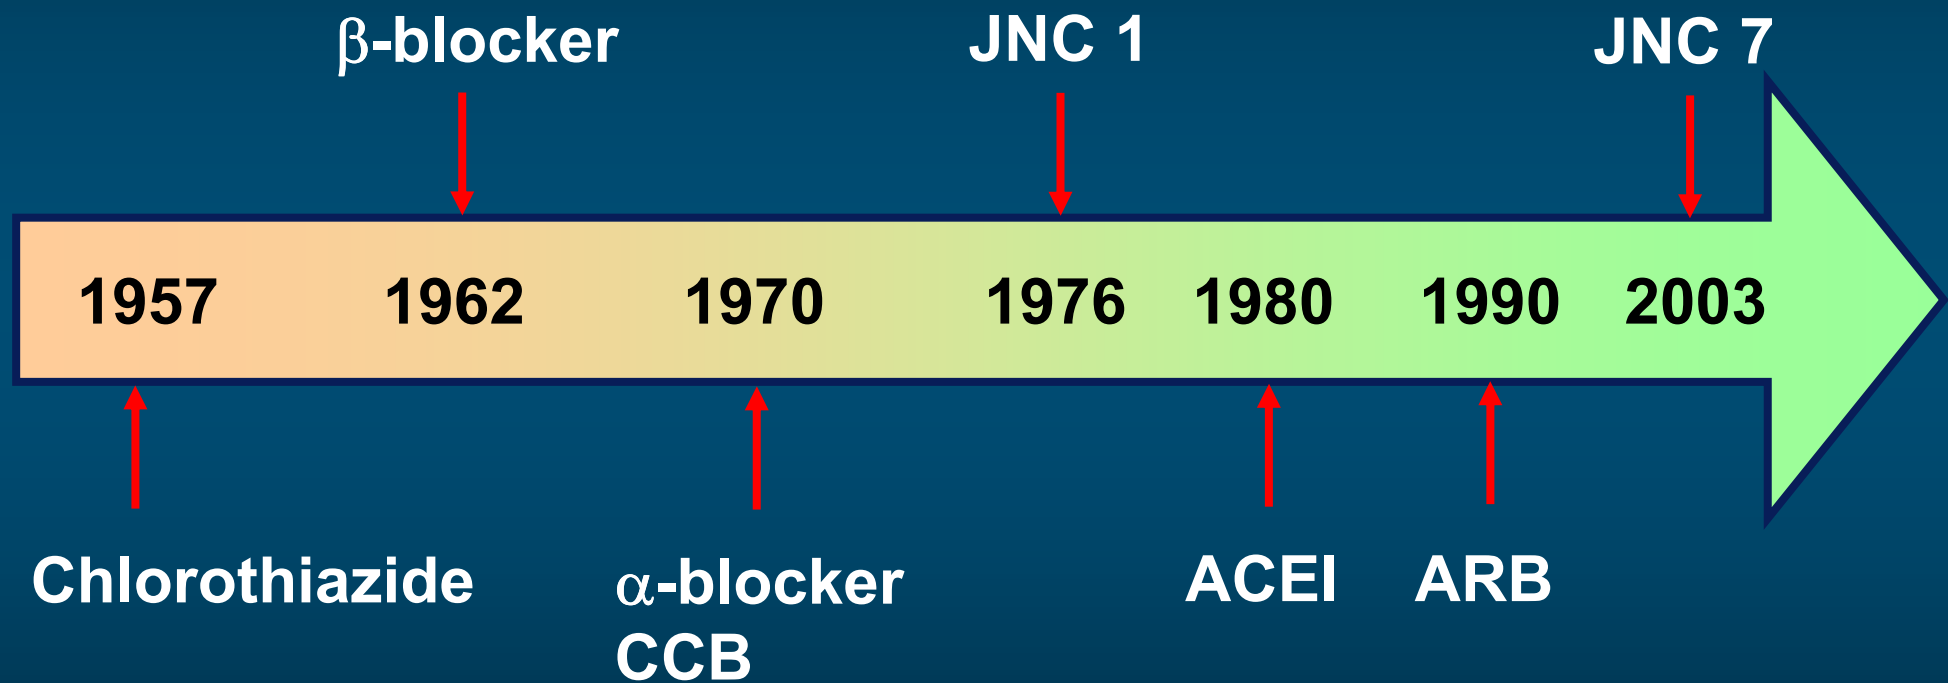 β-blocker
JNC 1
JNC 7
1957 1962 1970 1976 1980 1990 2003
Chlorothiazide
α-blocker
CCB
ACEI
ARB